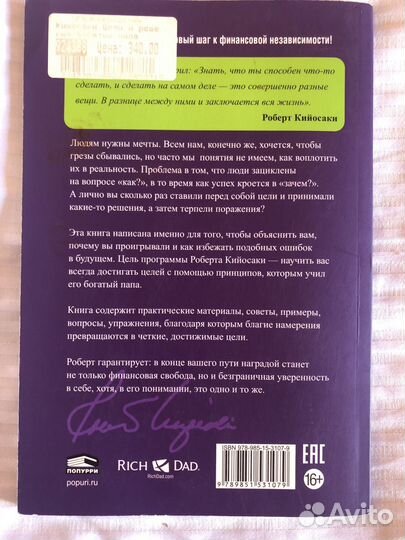 Кийосаки
Цена: 340.00
шаг к финансовой независимости!
«Знать, что ты способен что-то
сделать, и сделать на самом деле — это совершенно разные
вещи. В разнице между ними и заключается вся жизнь».
Роберт Кийосаки
Людям нужны мечты. Всем нам, конечно же, хочется, чтобы
грезы сбывались, но часто мы понятия не имеем, как воплотить
их в реальность. Проблема в том, что люди зациклены
на вопросе «как?», в то время как успех кроется в «зачем?».
А лично вы сколько раз ставили перед собой цели и принимали
какие-то решения, а затем терпели поражения?
Эта книга написана именно для того, чтобы объяснить вам,
почему вы проигрывали и как избежать подобных ошибок
в будущем. Цель программы Роберта Кийосаки — научить вас
всегда достигать целей с помощью принципов, которым учил
его богатый папа.
Книга содержит практические материалы, советы, примеры,
вопросы, упражнения, благодаря которым благие намерения
превращаются в четкие, достижимые цели.
Роберт гарантирует: в конце вашего пути наградой станет
не только финансовая свобода, но и безграничная уверенность
в себе, хотя, в его понимании, это одно и то же.
ПОПУРРИ
popuri.ru
RICH DAD
RichDad.com
ISBN 978-985-15-3107-9
9 789851 531079
EAC
16+
Avito